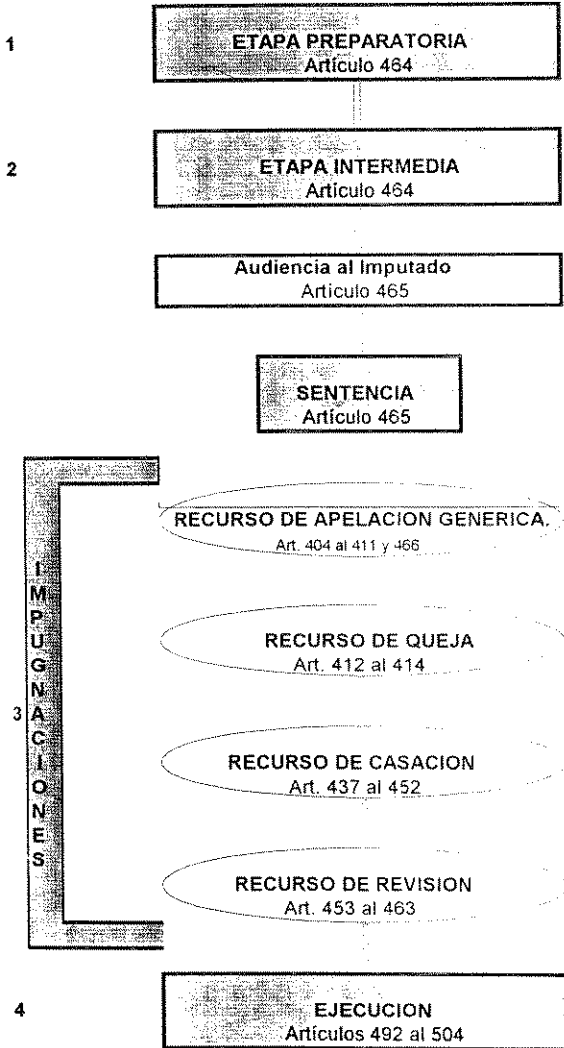 1
ETAPA PREPARATORIA
Artículo 464
2
ETAPA INTERMEDIA
Artículo 464
Audiencia al Imputado
Artículo 465
SENTENCIA
Artículo 465
3
IMPUGNACIONES
RECURSO DE APELACION GENERICA.
Art. 404 al 411 y 466
RECURSO DE QUEJA
Art. 412 al 414
RECURSO DE CASACION
Art. 437 al 452
RECURSO DE REVISION
Art. 453 al 463
4
EJECUCION
Artículos 492 al 504